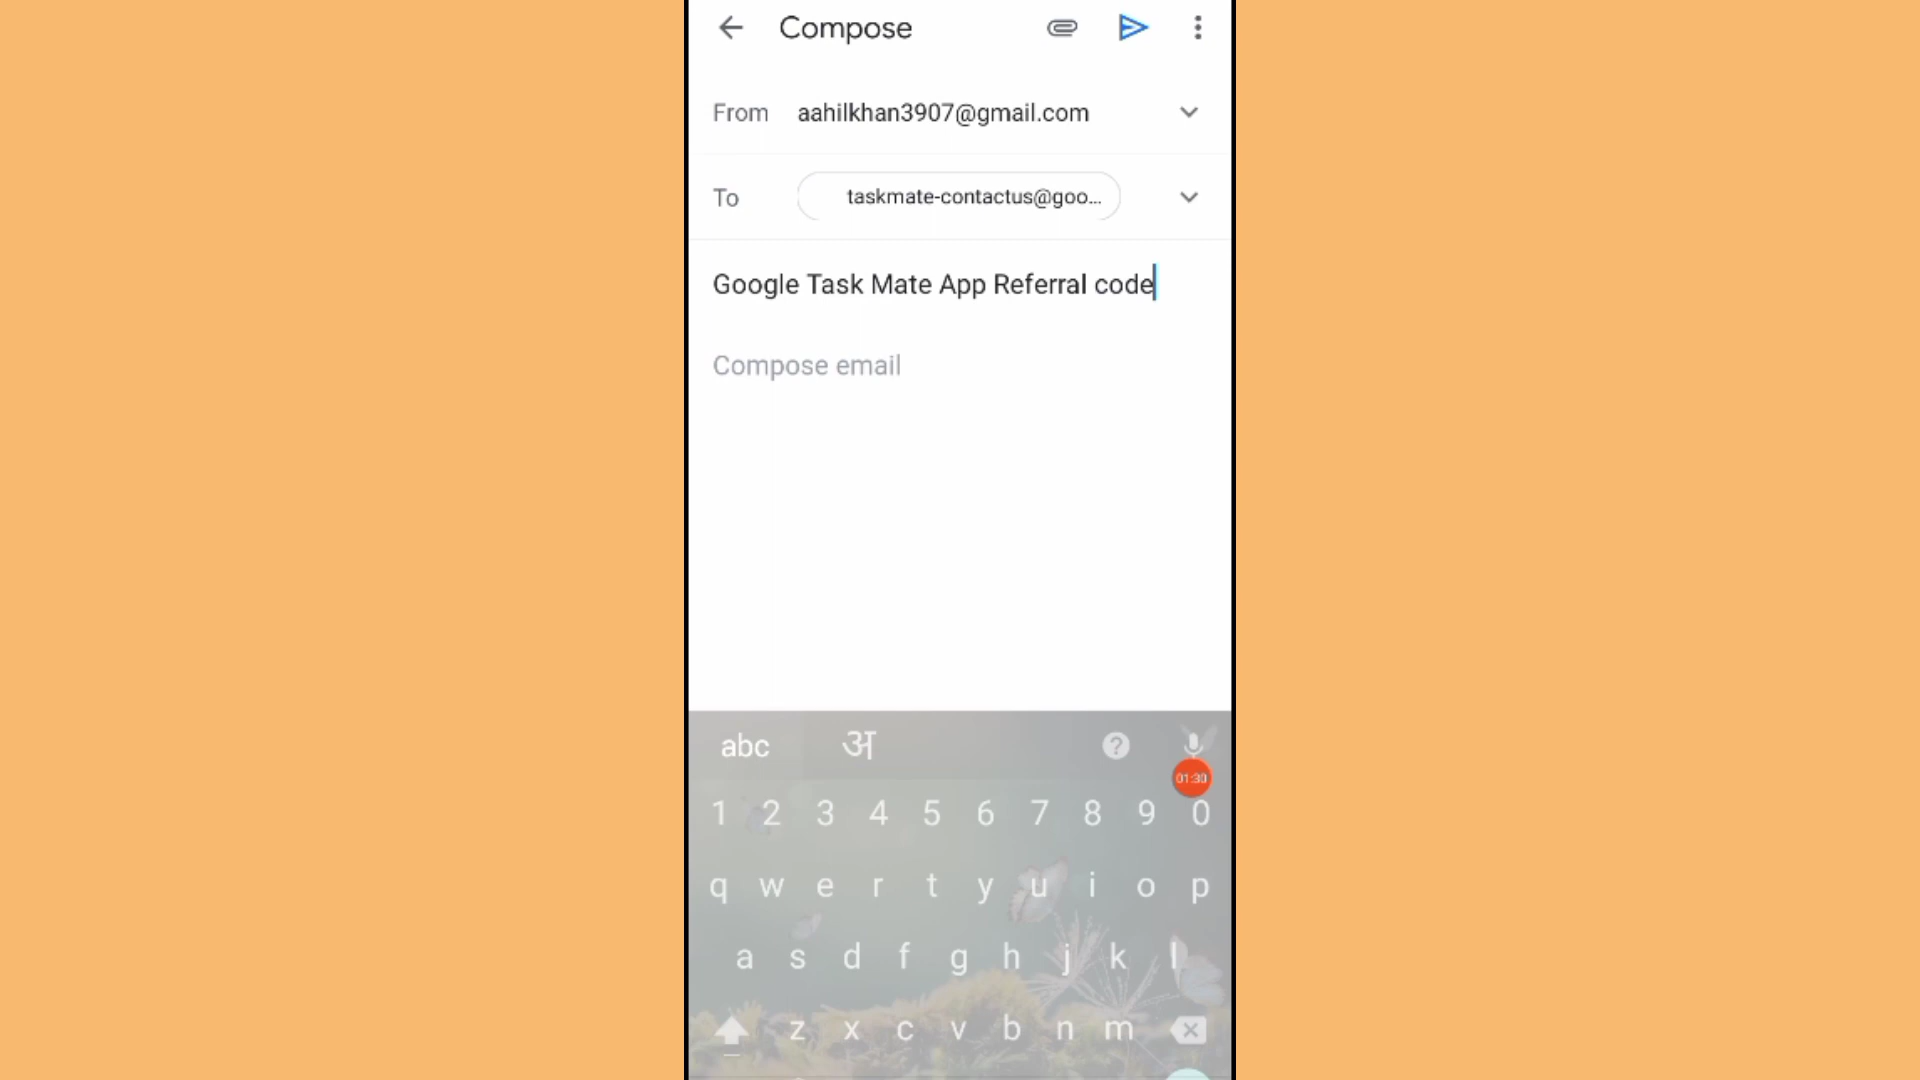 Compose
From aahilkhan3907@gmail.com
To taskmate-contactus@goo...
Google Task Mate App Referral code
Compose email
abc अ ?
01:30
1 2 3 4 5 6 7 8 9 0
q w e r t y u i o p
a s d f g h j k l
z x c v b n m